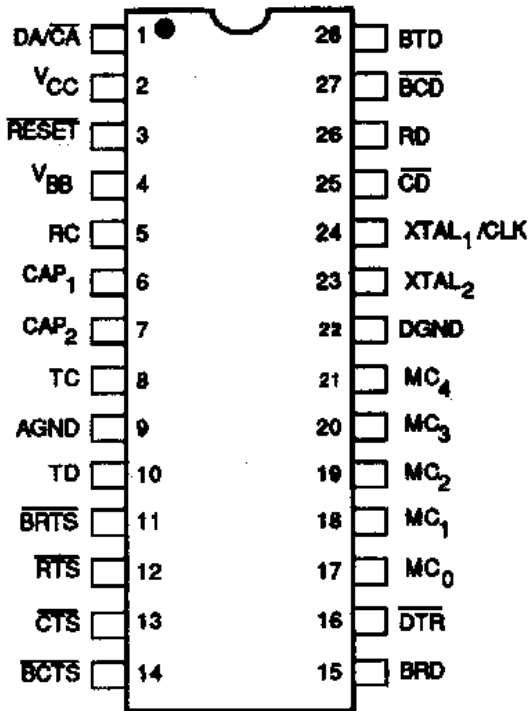 DA/CA 1 28 BTD
VCC 2 27 BCD
RESET 3 26 RD
VBB 4 25 CD
RC 5 24 XTAL1/CLK
CAP1 6 23 XTAL2
CAP2 7 22 DGND
TC 8 21 MC4
AGND 9 20 MC3
TD 10 19 MC2
BRTS 11 18 MC1
RTS 12 17 MC0
CTS 13 16 DTR
BCTS 14 15 BRD